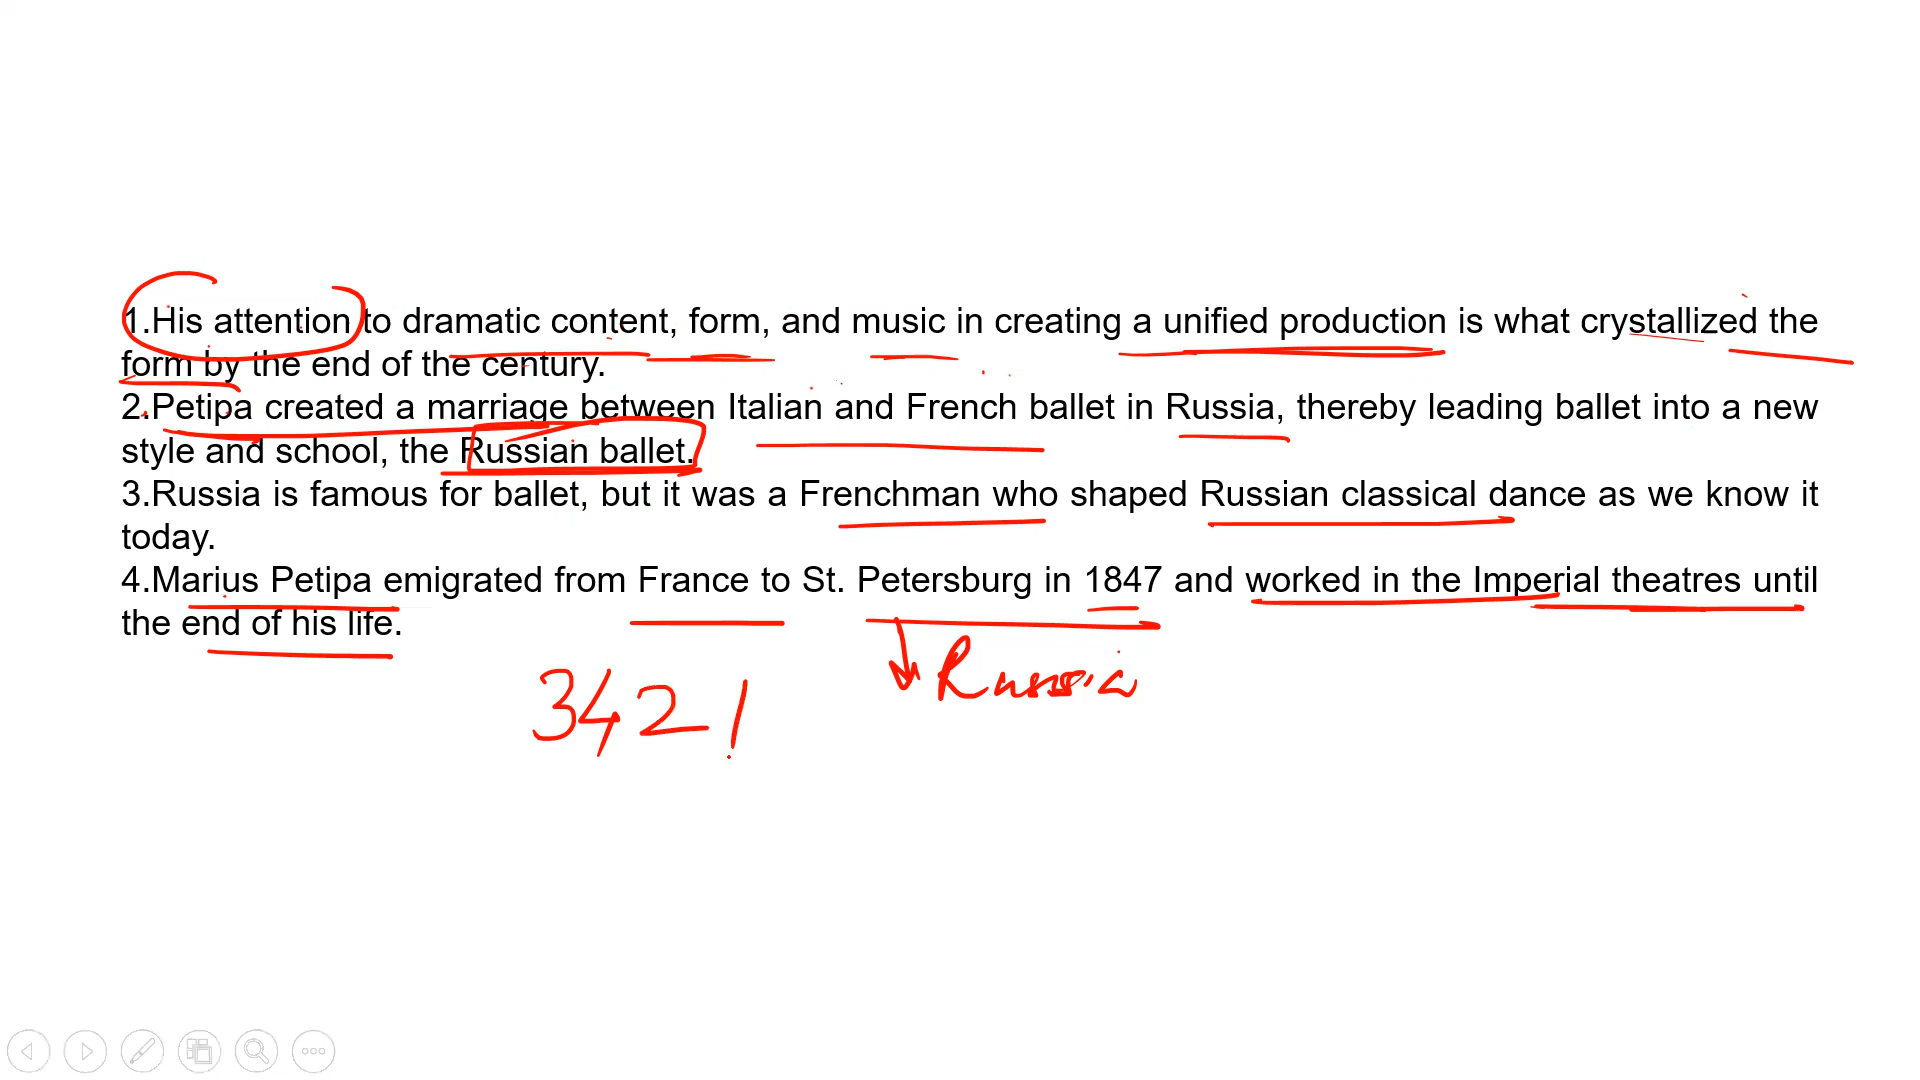 1.His attention to dramatic content, form, and music in creating a unified production is what crystallized the
form by the end of the century.
2.Petipa created a marriage between Italian and French ballet in Russia, thereby leading ballet into a new
style and school, the Russian ballet.
3.Russia is famous for ballet, but it was a Frenchman who shaped Russian classical dance as we know it
today.
4.Marius Petipa emigrated from France to St. Petersburg in 1847 and worked in the Imperial theatres until
the end of his life.
Russia
3421